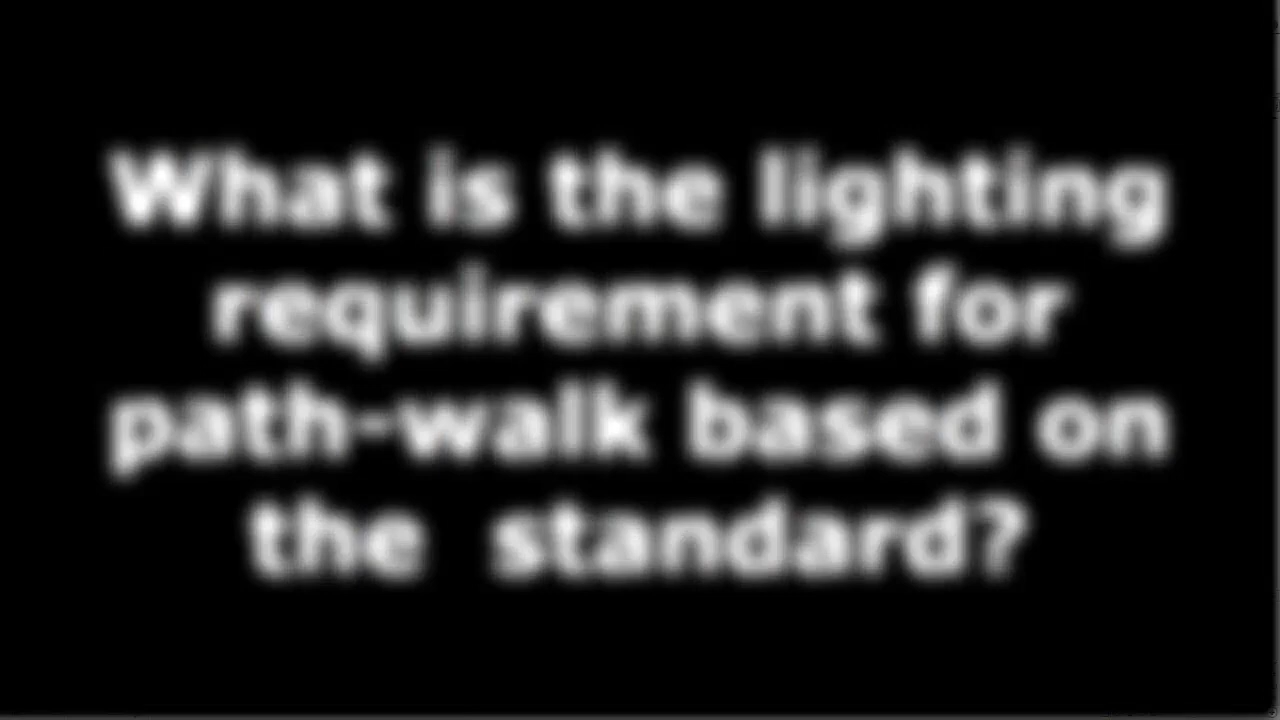 What is the lighting
requirement for
path-walk based on
the standard?